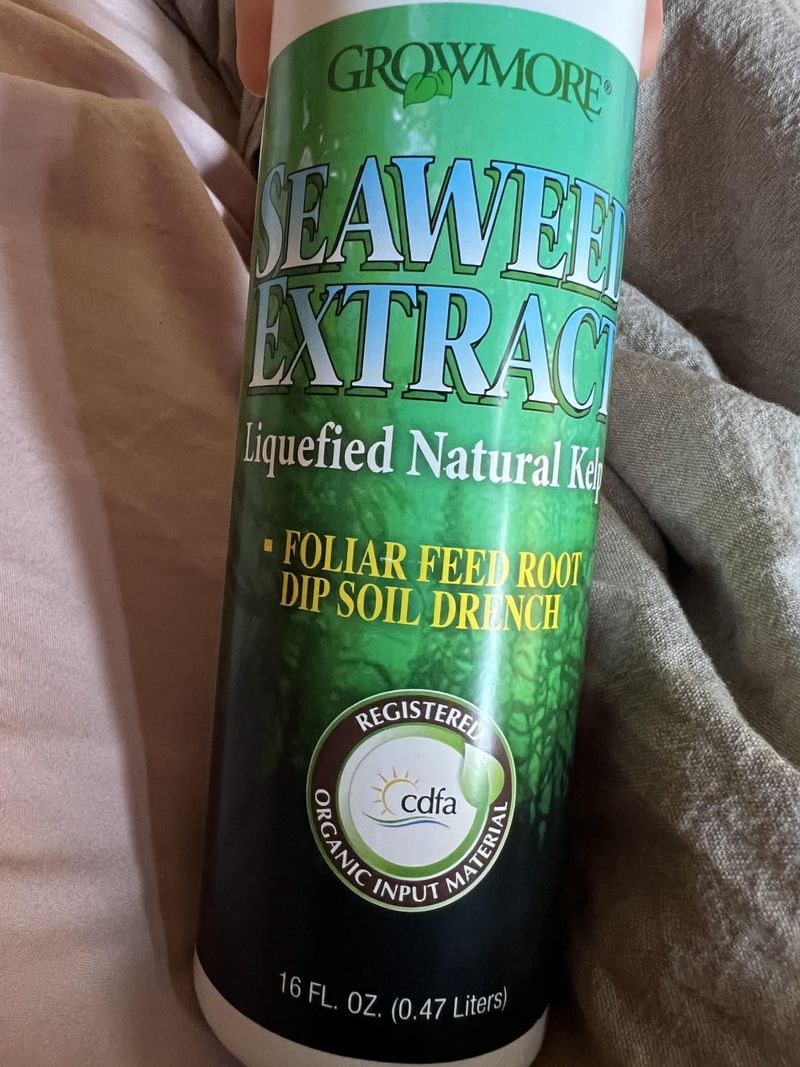 GROWMORE®
SEAWEED
EXTRACT
Liquefied Natural Kelp
▪ FOLIAR FEED ROOT
DIP SOIL DRENCH
REGISTERED
cdfa
ORGANIC INPUT MATERIAL
16 FL. OZ. (0.47 Liters)